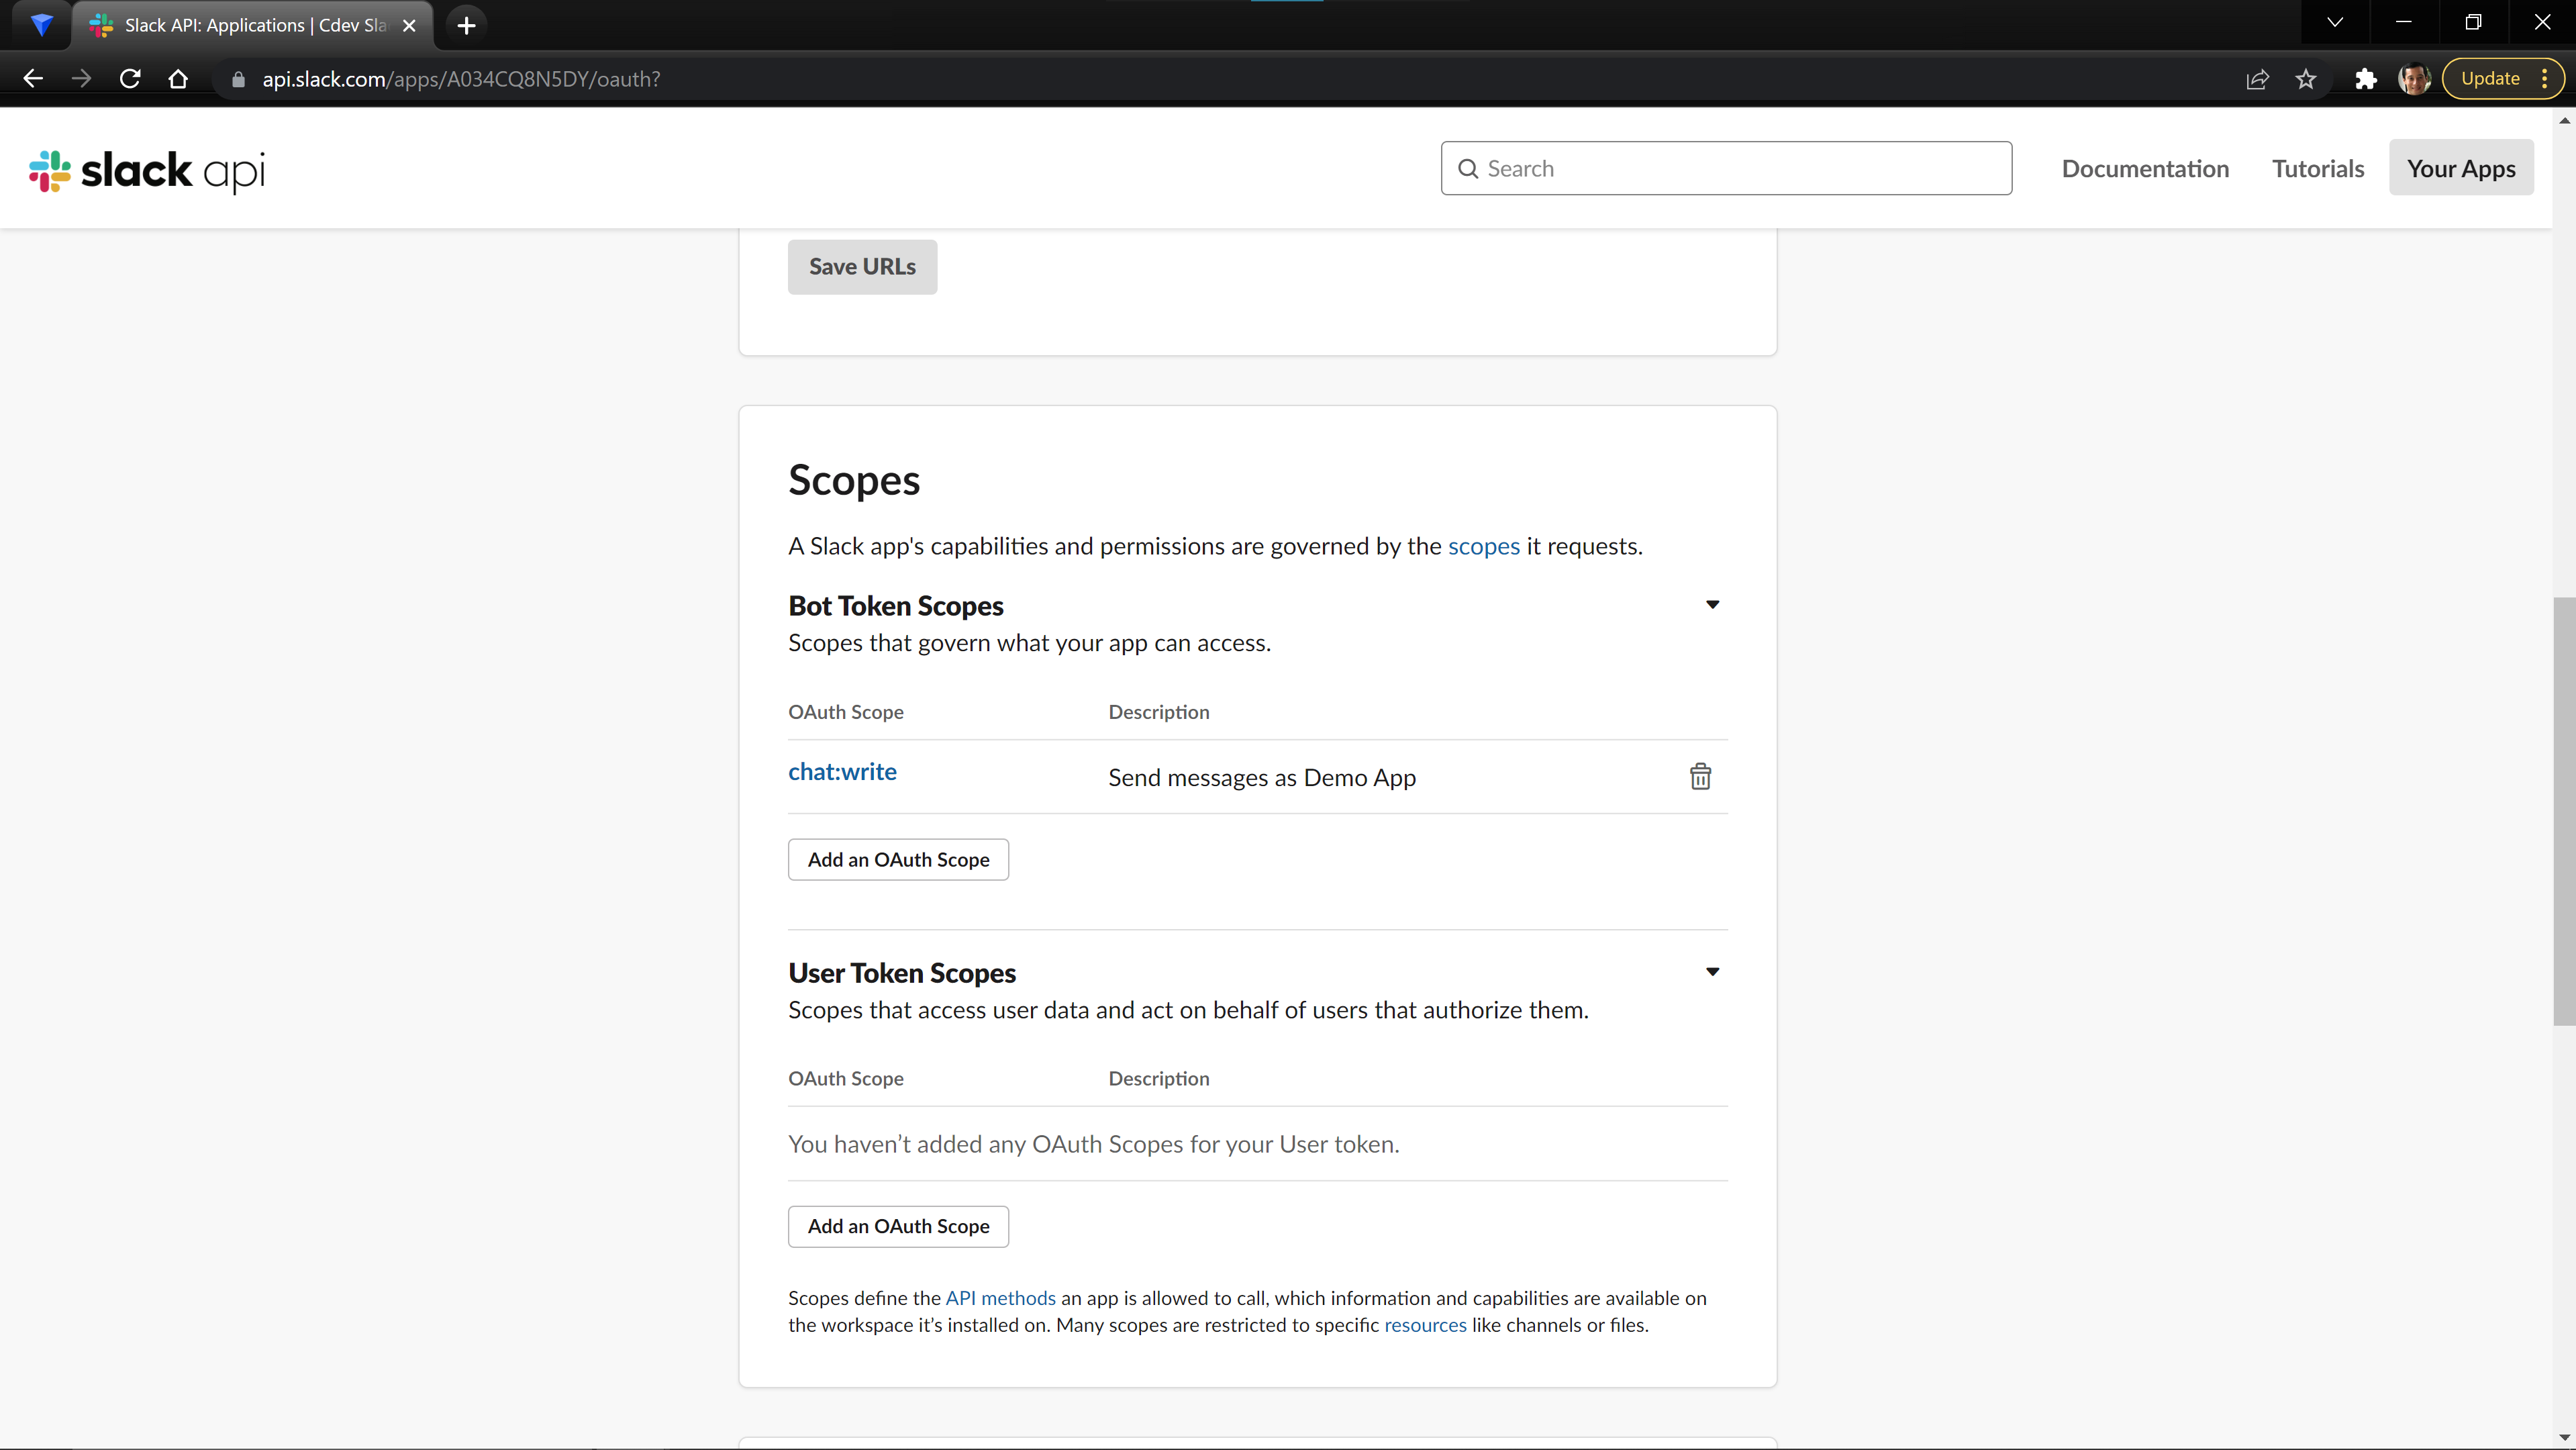 Slack API: Applications | Cdev Sla
api.slack.com/apps/A034CQ8N5DY/oauth?
Update
slack api
Search
Documentation
Tutorials
Your Apps
Save URLs
Scopes
A Slack app's capabilities and permissions are governed by the scopes it requests.
Bot Token Scopes
Scopes that govern what your app can access.
OAuth Scope Description
chat:write Send messages as Demo App
Add an OAuth Scope
User Token Scopes
Scopes that access user data and act on behalf of users that authorize them.
OAuth Scope Description
You haven’t added any OAuth Scopes for your User token.
Add an OAuth Scope
Scopes define the API methods an app is allowed to call, which information and capabilities are available on
the workspace it’s installed on. Many scopes are restricted to specific resources like channels or files.